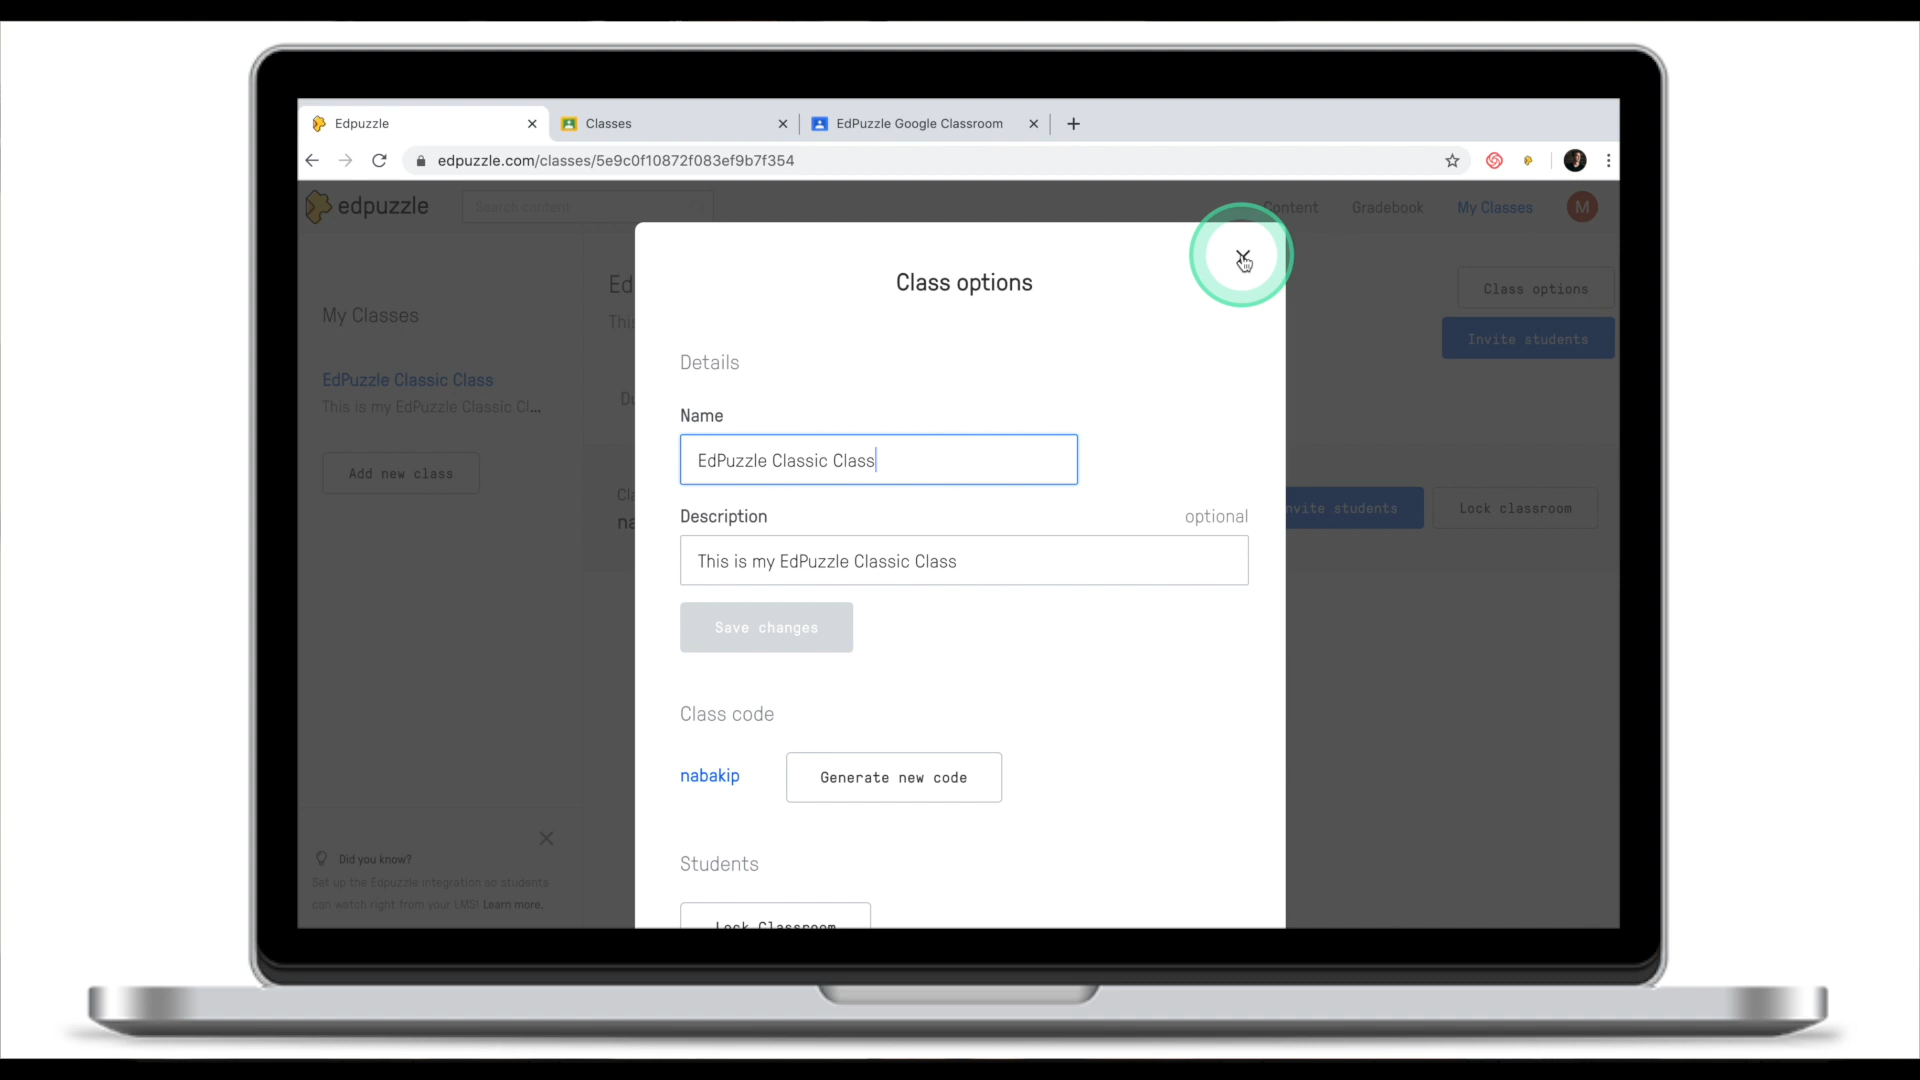 Edpuzzle
Classes
EdPuzzle Google Classroom
edpuzzle.com/classes/5e9c0f10872f083ef9b7f354
edpuzzle
Search content
Content
Gradebook
My Classes
M
Class options
Class options
Invite students
My Classes
EdPuzzle Classic Class
This is my EdPuzzle Classic Cl...
Add new class
Details
Name
EdPuzzle Classic Class
Description
optional
This is my EdPuzzle Classic Class
Save changes
Lock classroom
Class code
nabakip
Generate new code
Students
Lock Classroom
Did you know?
Set up the Edpuzzle integration so students
can watch right from your LMS! Learn more.